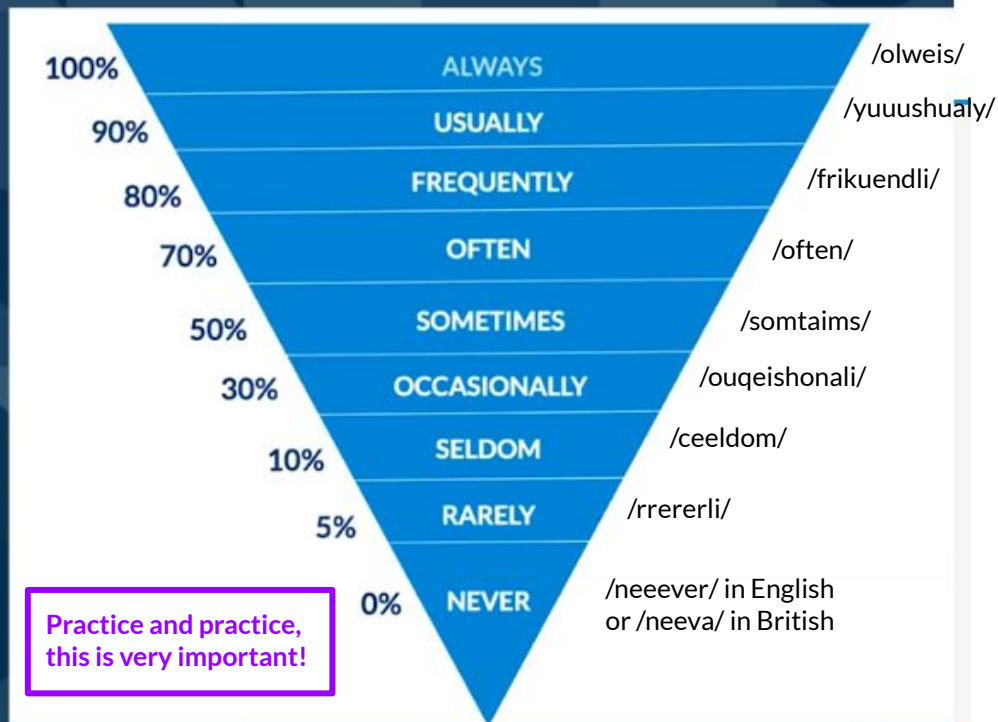 100% ALWAYS /olweis/
90% USUALLY /yuuushualy/
80% FREQUENTLY /frikuendli/
70% OFTEN /often/
50% SOMETIMES /somtaims/
30% OCCASIONALLY /ouqeishonali/
10% SELDOM /ceeldom/
5% RARELY /rrererli/
0% NEVER /neeever/ in English
or /neeva/ in British
Practice and practice,
this is very important!